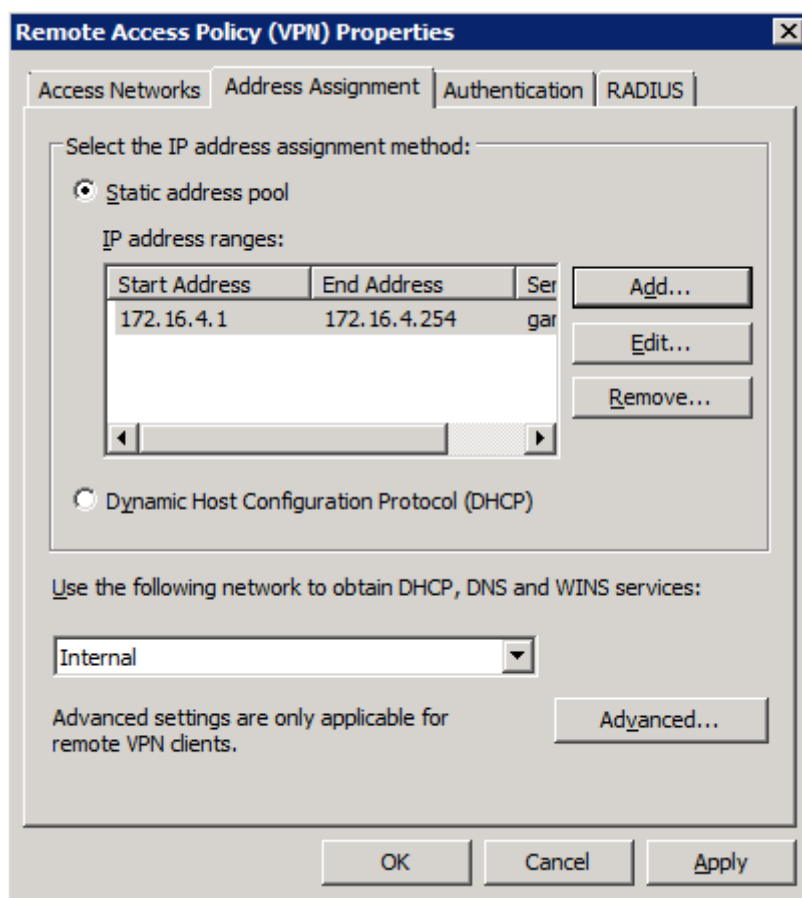 Remote Access Policy (VPN) Properties
Access Networks Address Assignment Authentication RADIUS
Select the IP address assignment method:
Static address pool
IP address ranges:
Start Address End Address Ser
172.16.4.1 172.16.4.254 gar
Add...
Edit...
Remove...
Dynamic Host Configuration Protocol (DHCP)
Use the following network to obtain DHCP, DNS and WINS services:
Internal
Advanced settings are only applicable for
remote VPN clients.
Advanced...
OK Cancel Apply